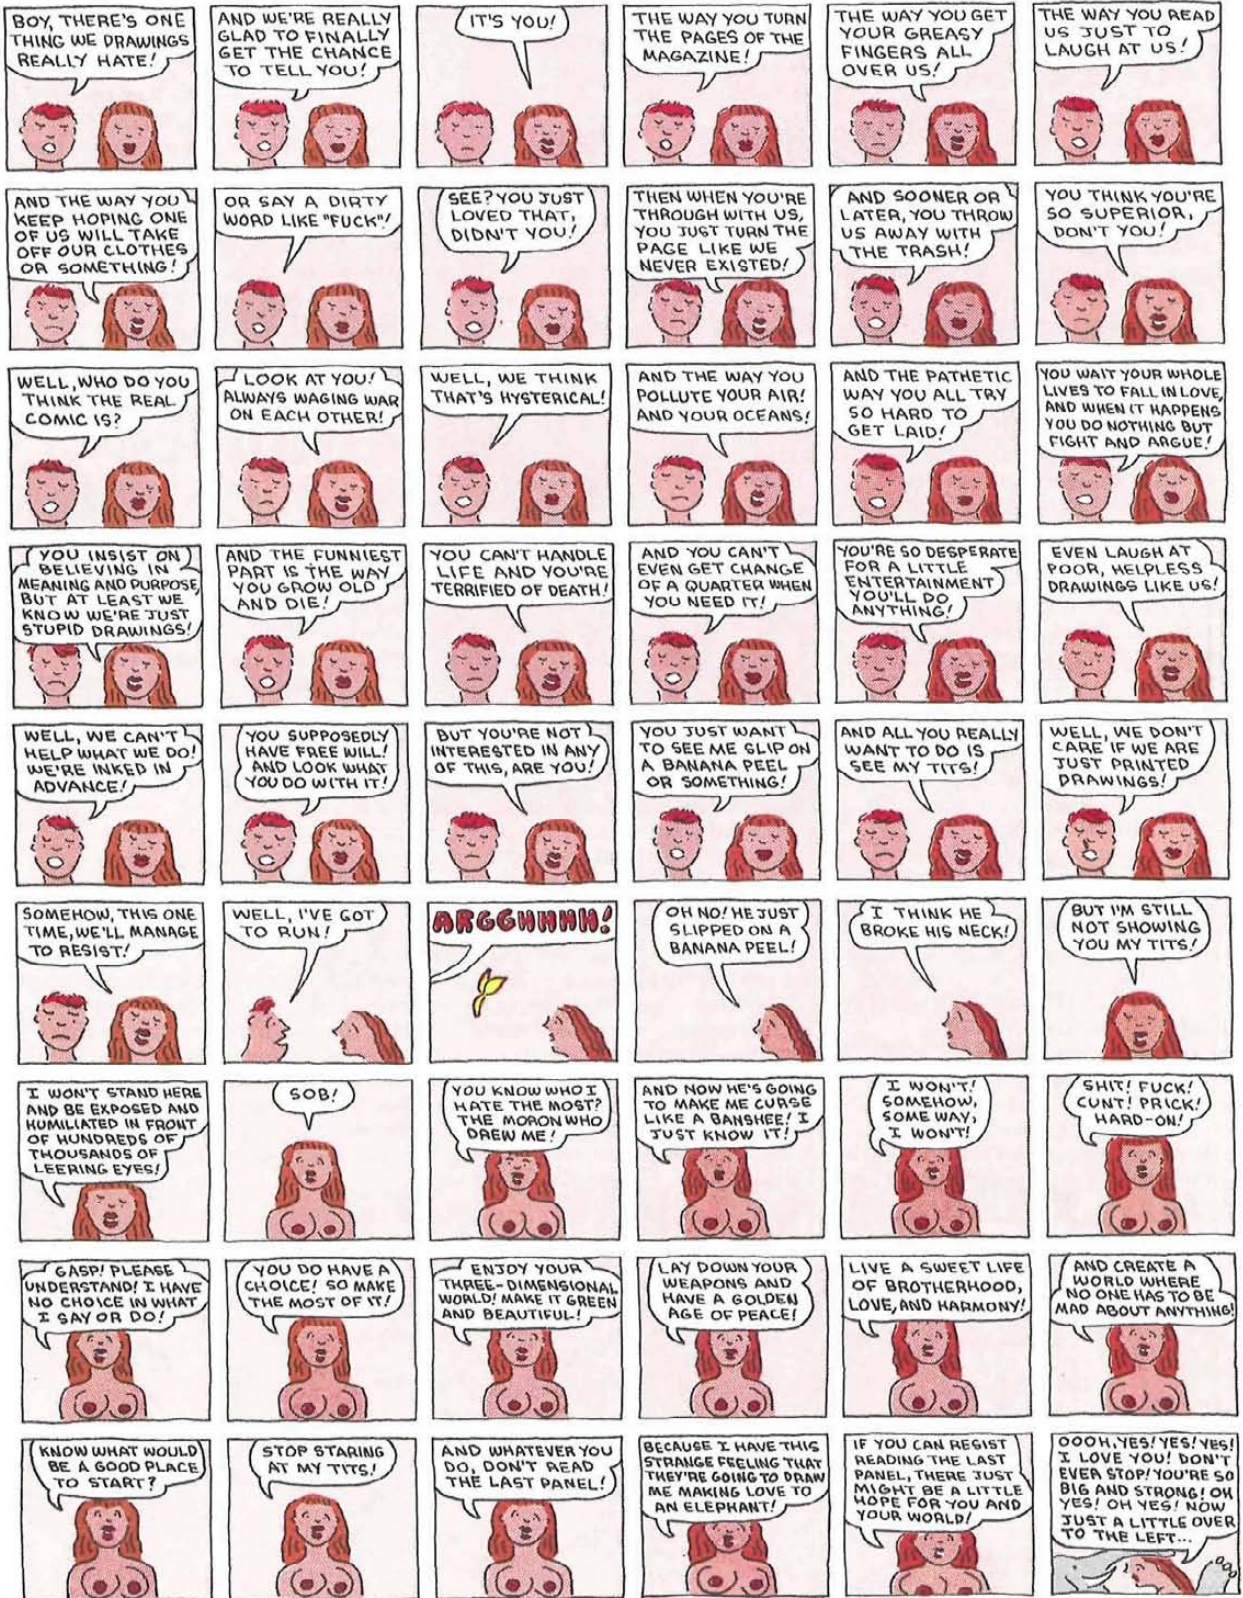 BOY, THERE'S ONE
THING WE DRAWINGS
REALLY HATE!
AND WE'RE REALLY
GLAD TO FINALLY
GET THE CHANCE
TO TELL YOU!
IT'S YOU!
THE WAY YOU TURN
THE PAGES OF THE
MAGAZINE!
THE WAY YOU GET
YOUR GREASY
FINGERS ALL
OVER US!
THE WAY YOU READ
US JUST TO
LAUGH AT US!
AND THE WAY YOU
KEEP HOPING ONE
OF US WILL TAKE
OFF OUR CLOTHES
OR SOMETHING!
OR SAY A DIRTY
WORD LIKE "FUCK"!
SEE? YOU JUST
LOVED THAT,
DIDN'T YOU!
THEN WHEN YOU'RE
THROUGH WITH US,
YOU JUST TURN THE
PAGE LIKE WE
NEVER EXISTED!
AND SOONER OR
LATER, YOU THROW
US AWAY WITH
THE TRASH!
YOU THINK YOU'RE
SO SUPERIOR,
DON'T YOU!
WELL, WHO DO YOU
THINK THE REAL
COMIC IS?
LOOK AT YOU!
ALWAYS WAGING WAR
ON EACH OTHER!
WELL, WE THINK
THAT'S HYSTERICAL!
AND THE WAY YOU
POLLUTE YOUR AIR!
AND YOUR OCEANS!
AND THE PATHETIC
WAY YOU ALL TRY
SO HARD TO
GET LAID!
YOU WAIT YOUR WHOLE
LIVES TO FALL IN LOVE,
AND WHEN IT HAPPENS
YOU DO NOTHING BUT
FIGHT AND ARGUE!
YOU INSIST ON
BELIEVING IN
MEANING AND PURPOSE,
BUT AT LEAST WE
KNOW WE'RE JUST
STUPID DRAWINGS!
AND THE FUNNIEST
PART IS THE WAY
YOU GROW OLD
AND DIE!
YOU CAN'T HANDLE
LIFE AND YOU'RE
TERRIFIED OF DEATH!
AND YOU CAN'T
EVEN GET CHANGE
OF A QUARTER WHEN
YOU NEED IT!
YOU'RE SO DESPERATE
FOR A LITTLE
ENTERTAINMENT
YOU'LL DO
ANYTHING!
EVEN LAUGH AT
POOR, HELPLESS
DRAWINGS LIKE US!
WELL, WE CAN'T
HELP WHAT WE DO!
WE'RE INKED IN
ADVANCE!
YOU SUPPOSEDLY
HAVE FREE WILL!
AND LOOK WHAT
YOU DO WITH IT!
BUT YOU'RE NOT
INTERESTED IN ANY
OF THIS, ARE YOU!
YOU JUST WANT
TO SEE ME SLIP ON
A BANANA PEEL
OR SOMETHING!
AND ALL YOU REALLY
WANT TO DO IS
SEE MY TITS!
WELL, WE DON'T
CARE IF WE ARE
JUST PRINTED
DRAWINGS!
SOMEHOW, THIS ONE
TIME, WE'LL MANAGE
TO RESIST!
WELL, I'VE GOT
TO RUN!
ARGGHHHH!
OH NO! HE JUST
SLIPPED ON A
BANANA PEEL!
I THINK HE
BROKE HIS NECK!
BUT I'M STILL
NOT SHOWING
YOU MY TITS!
I WON'T STAND HERE
AND BE EXPOSED AND
HUMILIATED IN FRONT
OF HUNDREDS OF
THOUSANDS OF
LEERING EYES!
SOB!
YOU KNOW WHO I
HATE THE MOST?
THE MORON WHO
DREW ME!
AND NOW HE'S GOING
TO MAKE ME CURSE
LIKE A BANSHEE! I
JUST KNOW IT!
I WON'T!
SOMEHOW,
SOME WAY,
I WON'T!
SHIT! FUCK!
CUNT! PRICK!
HARD-ON!
GASP! PLEASE
UNDERSTAND! I HAVE
NO CHOICE IN WHAT
I SAY OR DO!
YOU DO HAVE A
CHOICE! SO MAKE
THE MOST OF IT!
ENJOY YOUR
THREE-DIMENSIONAL
WORLD! MAKE IT GREEN
AND BEAUTIFUL!
LAY DOWN YOUR
WEAPONS AND
HAVE A GOLDEN
AGE OF PEACE!
LIVE A SWEET LIFE
OF BROTHERHOOD,
LOVE, AND HARMONY!
AND CREATE A
WORLD WHERE
NO ONE HAS TO BE
MAD ABOUT ANYTHING!
KNOW WHAT WOULD
BE A GOOD PLACE
TO START?
STOP STARING
AT MY TITS!
AND WHATEVER YOU
DO, DON'T READ
THE LAST PANEL!
BECAUSE I HAVE THIS
STRANGE FEELING THAT
THEY'RE GOING TO DRAW
ME MAKING LOVE TO
AN ELEPHANT!
IF YOU CAN RESIST
READING THE LAST
PANEL, THERE JUST
MIGHT BE A LITTLE
HOPE FOR YOU AND
YOUR WORLD!
OOOH, YES! YES! YES!
I LOVE YOU! DON'T
EVER STOP! YOU'RE SO
BIG AND STRONG! OH
YES! OH YES! NOW
JUST A LITTLE OVER
TO THE LEFT...